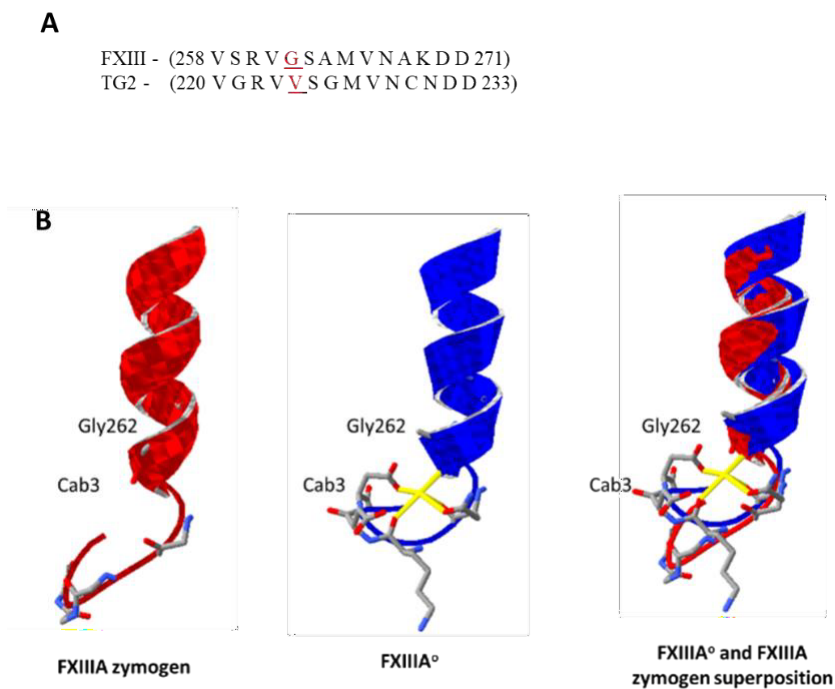 A
FXIII - (258 V S R V G S A M V N A K D D 271)
TG2 - (220 V G R V V S G M V N C N D D 233)
B
Gly262
Cab3
FXIIIA zymogen
Gly262
Cab3
FXIIIA°
Gly262
Cab3
FXIIIA° and FXIIIA
zymogen superposition